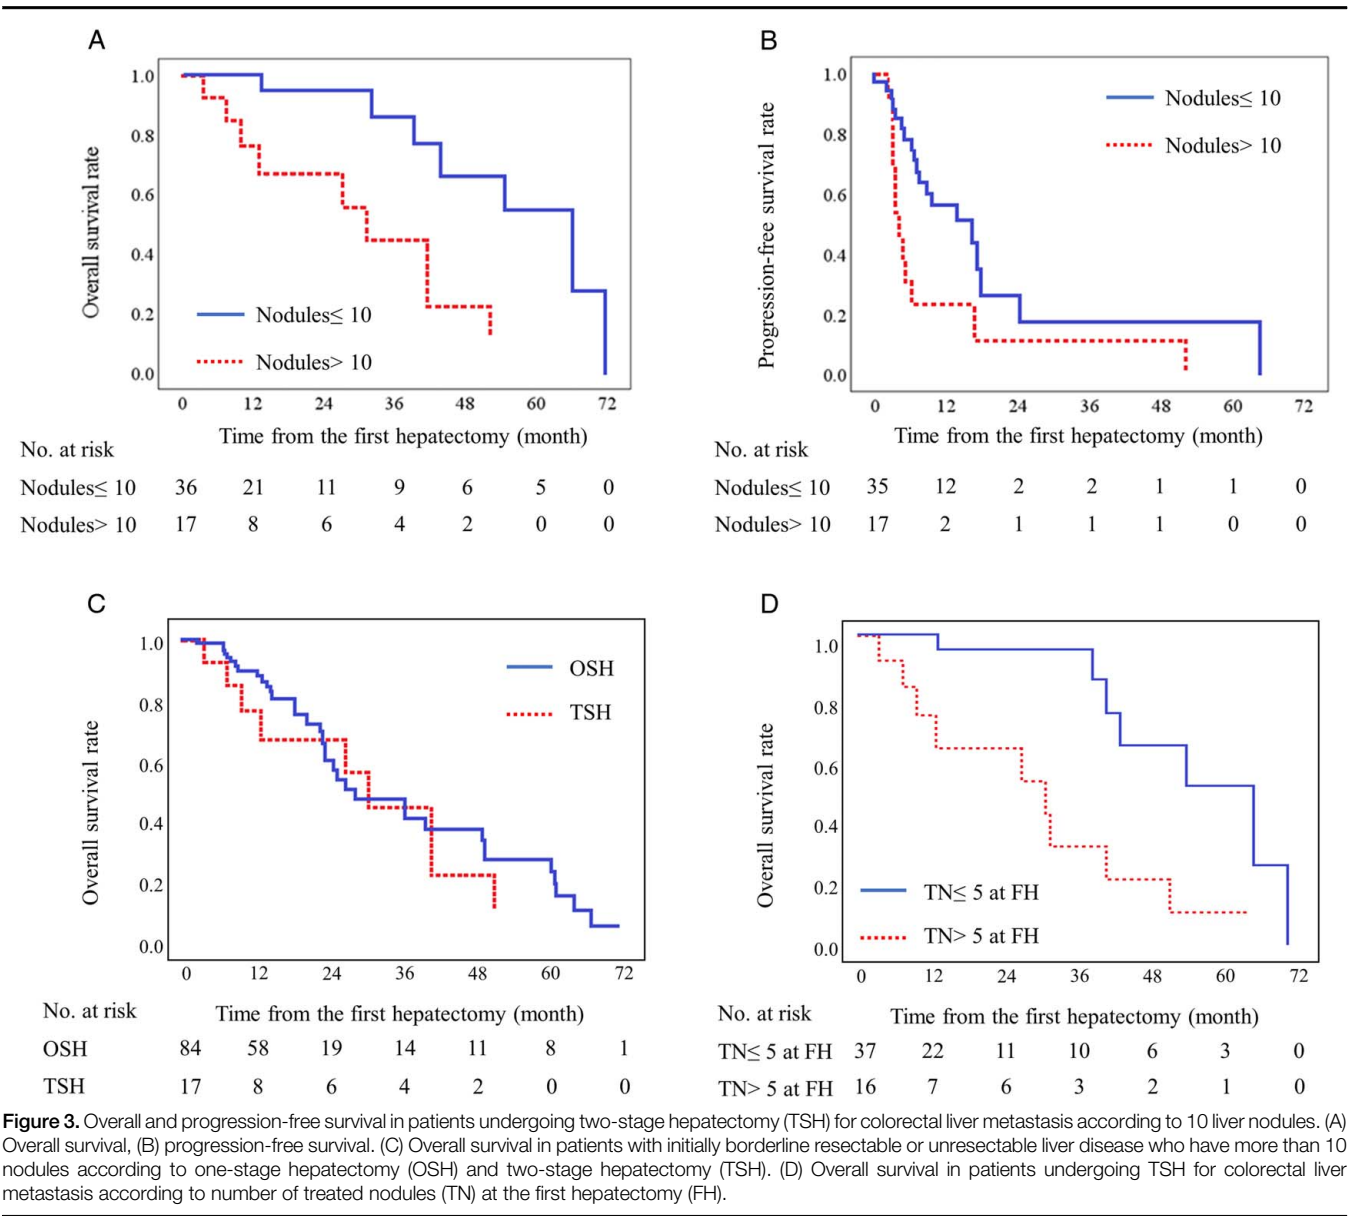 A
1.0
0.8
0.6
0.4
0.2
0.0
Overall survival rate
Nodules≤ 10
Nodules> 10
0 12 24 36 48 60 72
Time from the first hepatectomy (month)
No. at risk
Nodules≤ 10 36 21 11 9 6 5 0
Nodules> 10 17 8 6 4 2 0 0
B
1.0
0.8
0.6
0.4
0.2
0.0
Progression-free survival rate
Nodules≤ 10
Nodules> 10
0 12 24 36 48 60 72
Time from the first hepatectomy (month)
No. at risk
Nodules≤ 10 35 12 2 2 1 1 0
Nodules> 10 17 2 1 1 1 0 0
C
1.0
0.8
0.6
0.4
0.2
0.0
Overall survival rate
OSH
TSH
0 12 24 36 48 60 72
Time from the first hepatectomy (month)
No. at risk
OSH 84 58 19 14 11 8 1
TSH 17 8 6 4 2 0 0
D
1.0
0.8
0.6
0.4
0.2
0.0
Overall survival rate
TN≤ 5 at FH
TN> 5 at FH
0 12 24 36 48 60 72
Time from the first hepatectomy (month)
No. at risk
TN≤ 5 at FH 37 22 11 10 6 3 0
TN> 5 at FH 16 7 6 3 2 1 0
Figure 3. Overall and progression-free survival in patients undergoing two-stage hepatectomy (TSH) for colorectal liver metastasis according to 10 liver nodules. (A)
Overall survival, (B) progression-free survival. (C) Overall survival in patients with initially borderline resectable or unresectable liver disease who have more than 10
nodules according to one-stage hepatectomy (OSH) and two-stage hepatectomy (TSH). (D) Overall survival in patients undergoing TSH for colorectal liver
metastasis according to number of treated nodules (TN) at the first hepatectomy (FH).